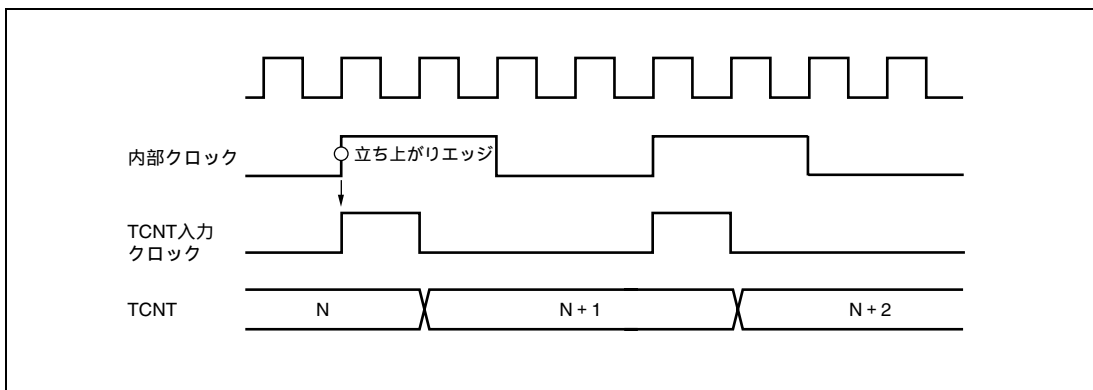 内部クロック
立ち上がりエッジ
TCNT入力
クロック
TCNT
N
N + 1
N + 2